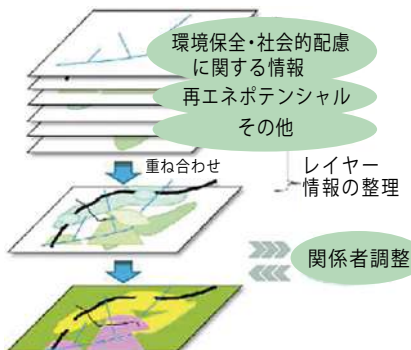 環境保全・社会的配慮
に関する情報
再エネポテンシャル
その他
重ね合わせ
レイヤー
情報の整理
関係者調整